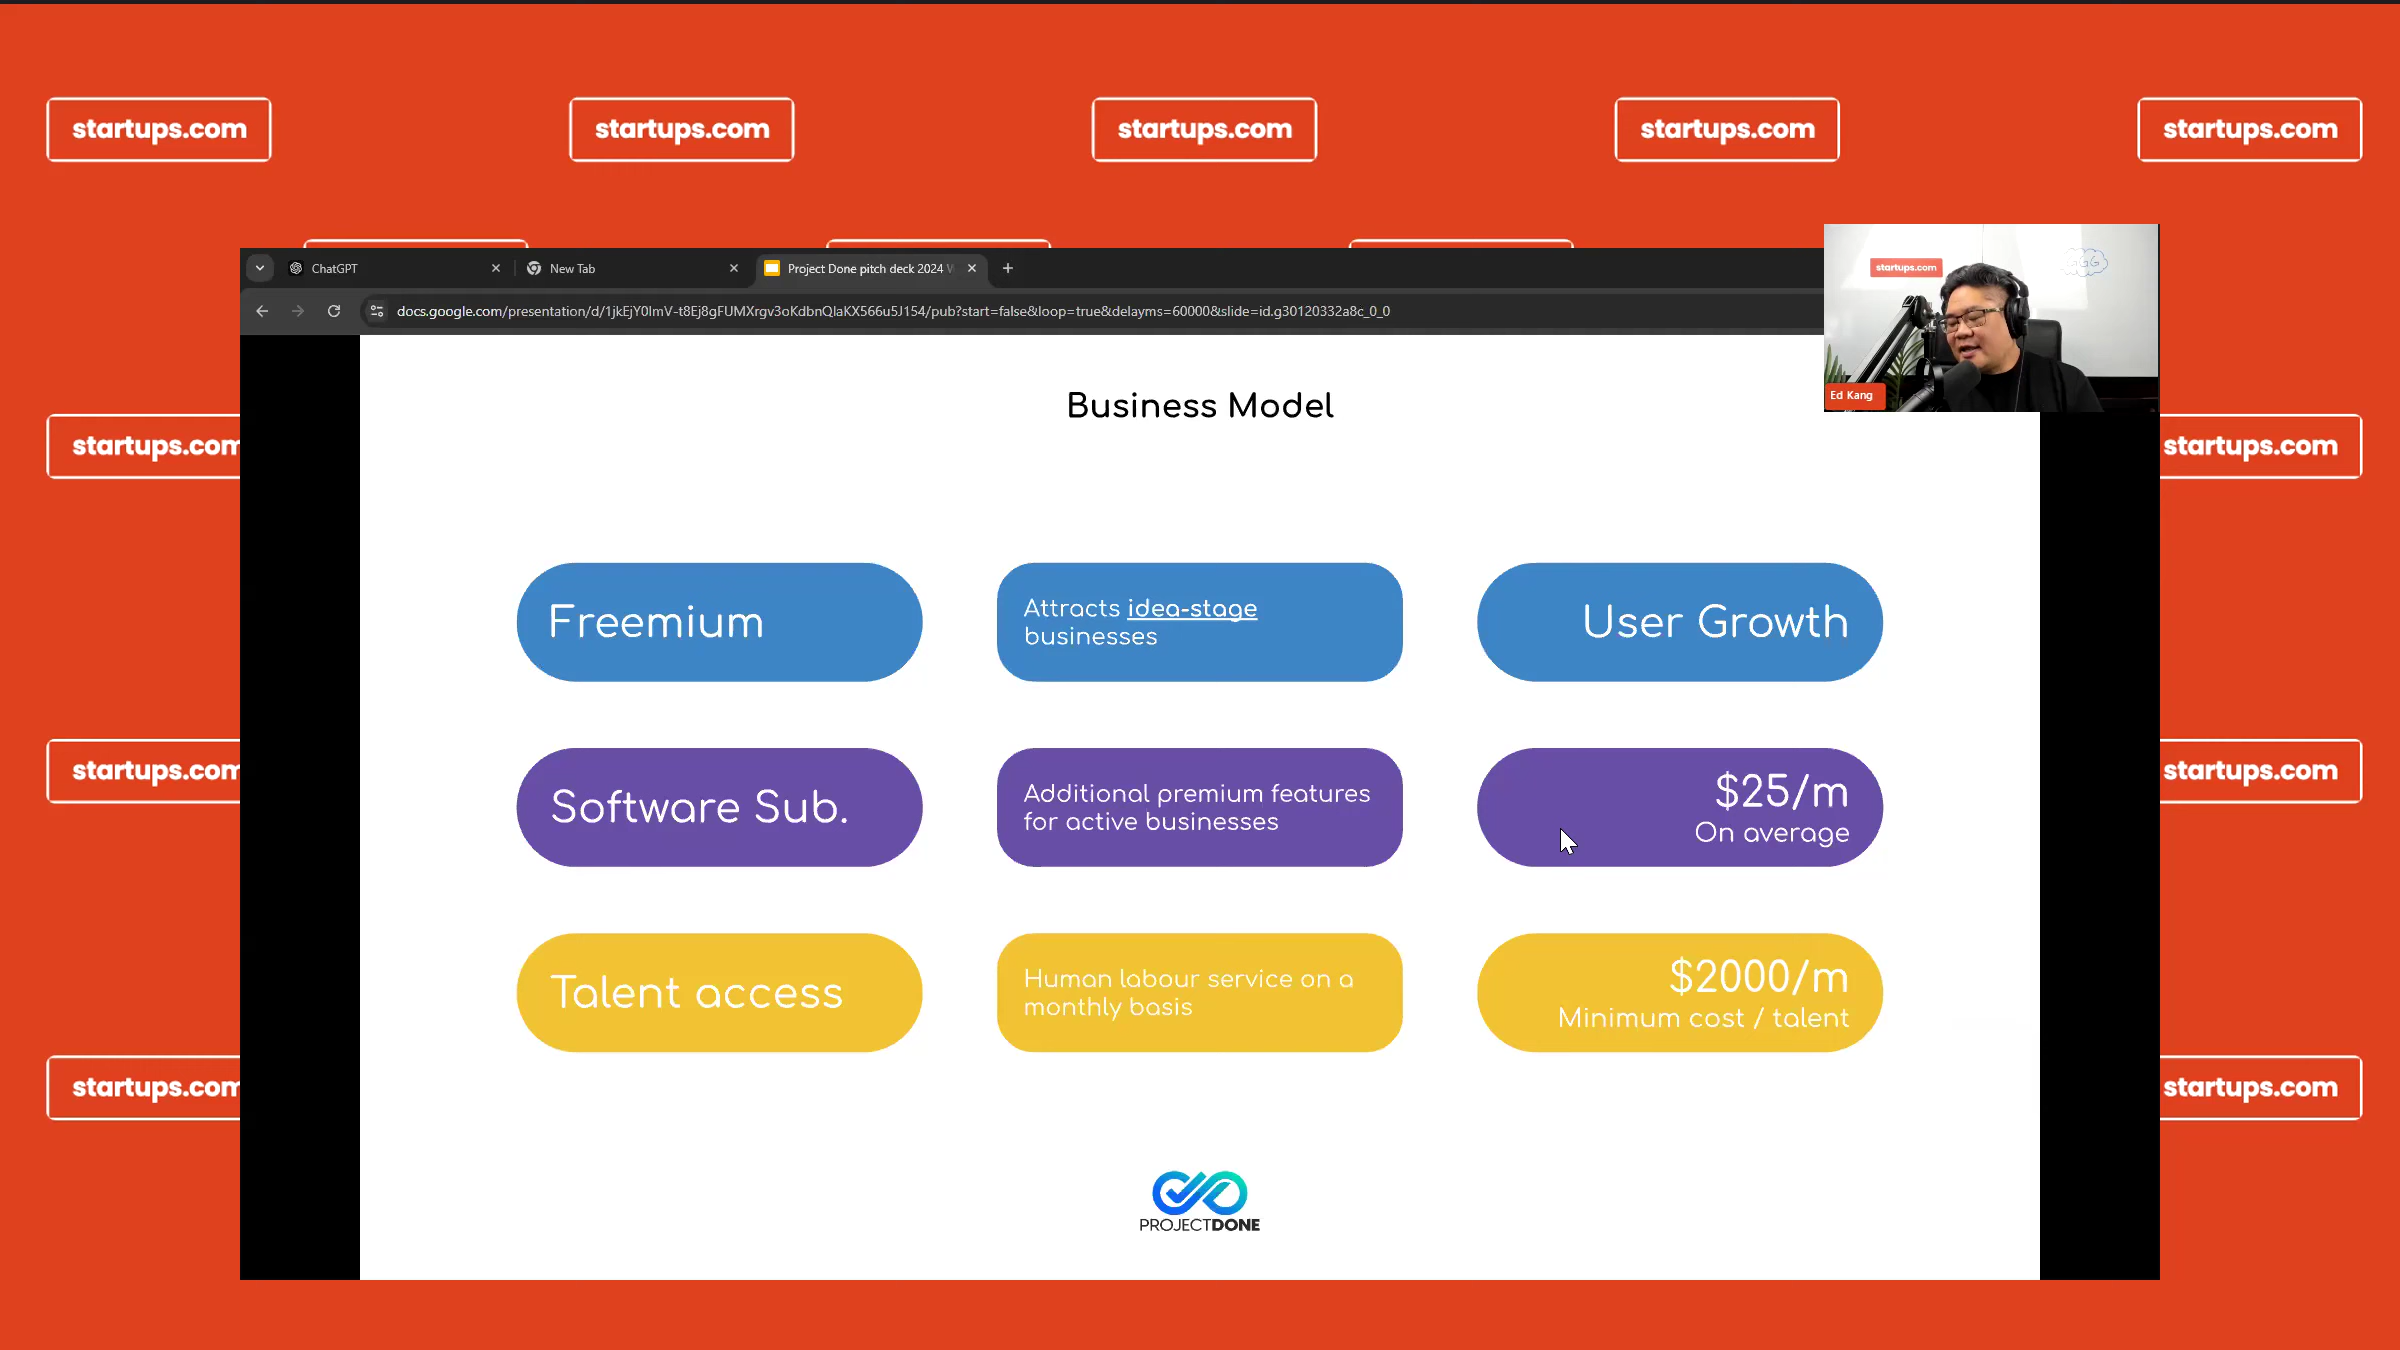 startups.com
startups.com
startups.com
startups.com
startups.com
ChatGPT
New Tab
Project Done pitch deck 2024
docs.google.com/presentation/d/1jkEjY0lmV-t8Ej8gFUMXrgv3oKdbnQlaKX566u5J154/pub?start=false&loop=true&delayms=60000&slide=id.g30120332a8c_0_0
startups.com
Ed Kang
Business Model
startups.com
startups.com
Freemium
Attracts idea-stage
businesses
User Growth
startups.com
startups.com
Software Sub.
Additional premium features
for active businesses
$25/m
On average
Talent access
Human labour service on a
monthly basis
$2000/m
Minimum cost / talent
startups.com
startups.com
PROJECTDONE